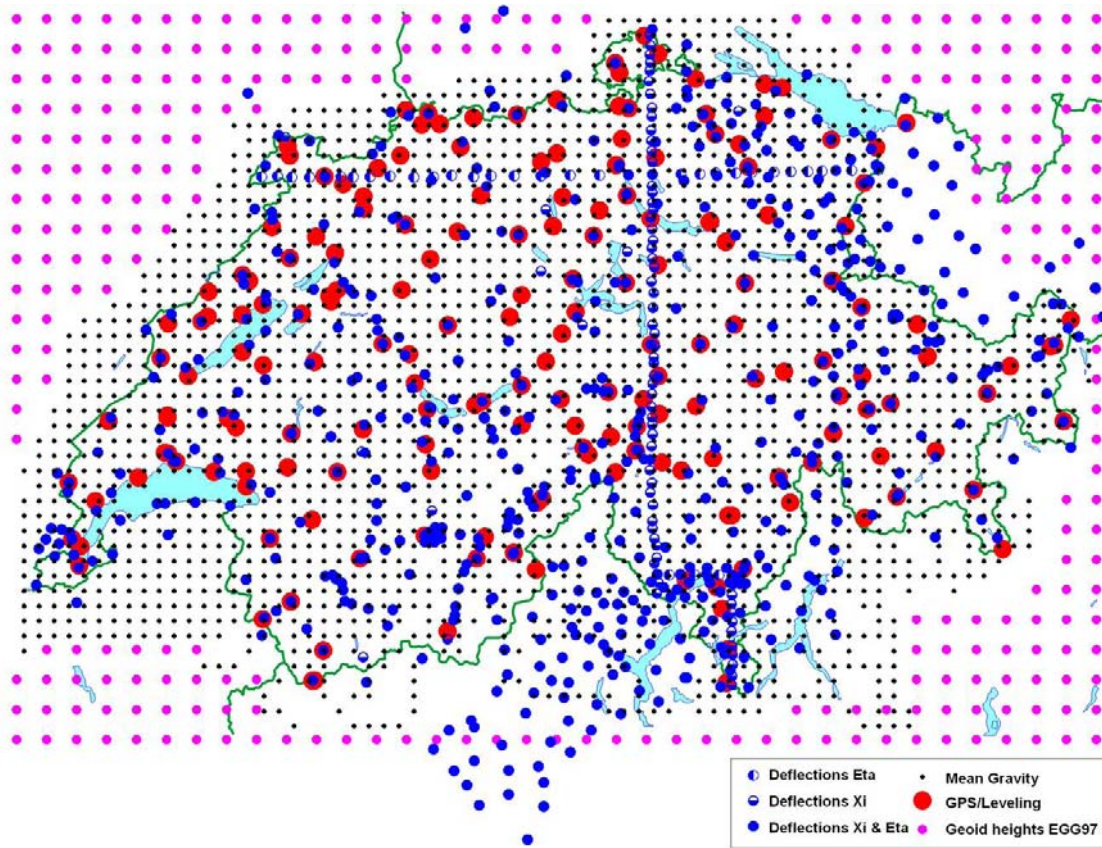 Deflections Eta
Mean Gravity
Deflections Xi
GPS/Leveling
Deflections Xi & Eta
Geoid heights EGG97